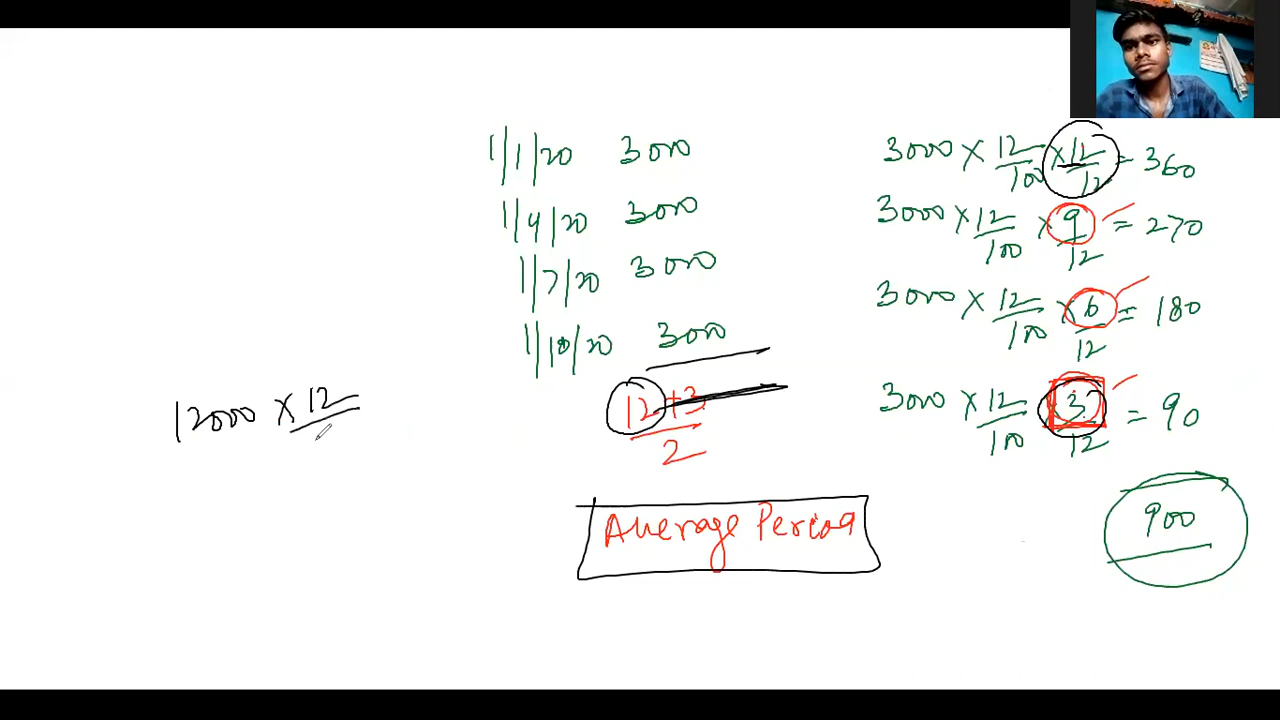 1/1/20 3000 3000 × 12/100 × 12/12 = 360
1/4/20 3000 3000 × 12/100 × 9/12 = 270
1/7/20 3000 3000 × 12/100 × 6/12 = 180
1/10/20 3000 3000 × 12/100 × 3/12 = 90
12000 × 12/
12+3/2
Average Period
900